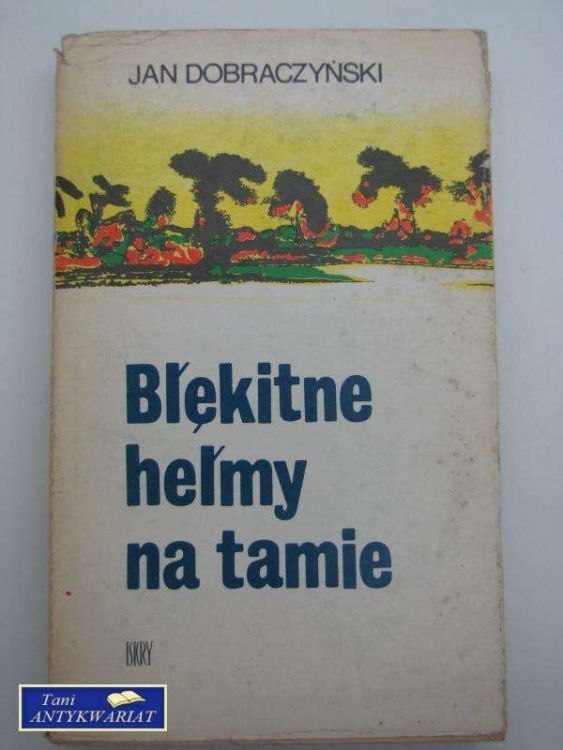 JAN DOBRACZYŃSKI
Błękitne
hełmy
na tamie
ISKRY
Tani
ANTYKWARIAT